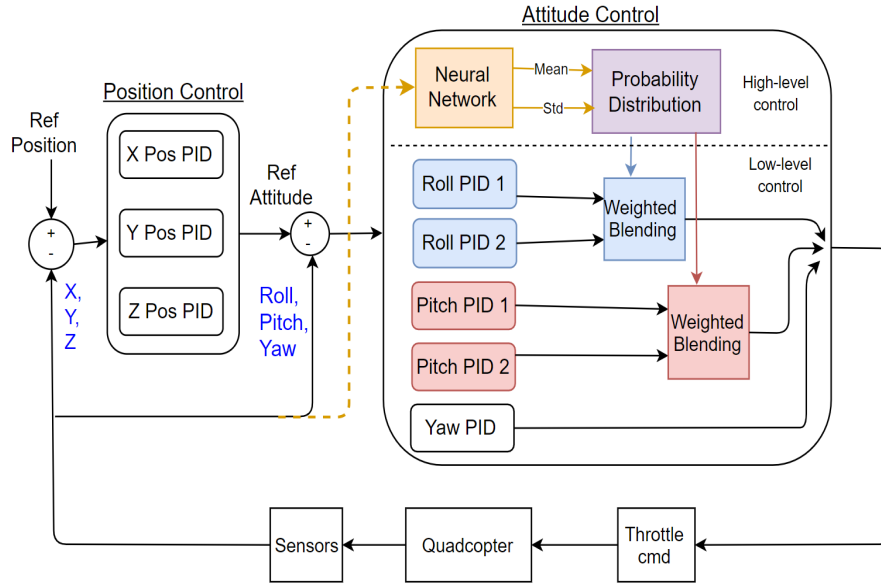 Attitude Control
Position Control
Ref
Position
+
-
X,
Y,
Z
X Pos PID
Y Pos PID
Z Pos PID
Ref
Attitude
+
-
Roll,
Pitch,
Yaw
Neural
Network
Mean
Std
Probability
Distribution
High-level
control
Low-level
control
Roll PID 1
Roll PID 2
Weighted
Blending
Pitch PID 1
Pitch PID 2
Weighted
Blending
Yaw PID
Sensors
Quadcopter
Throttle
cmd